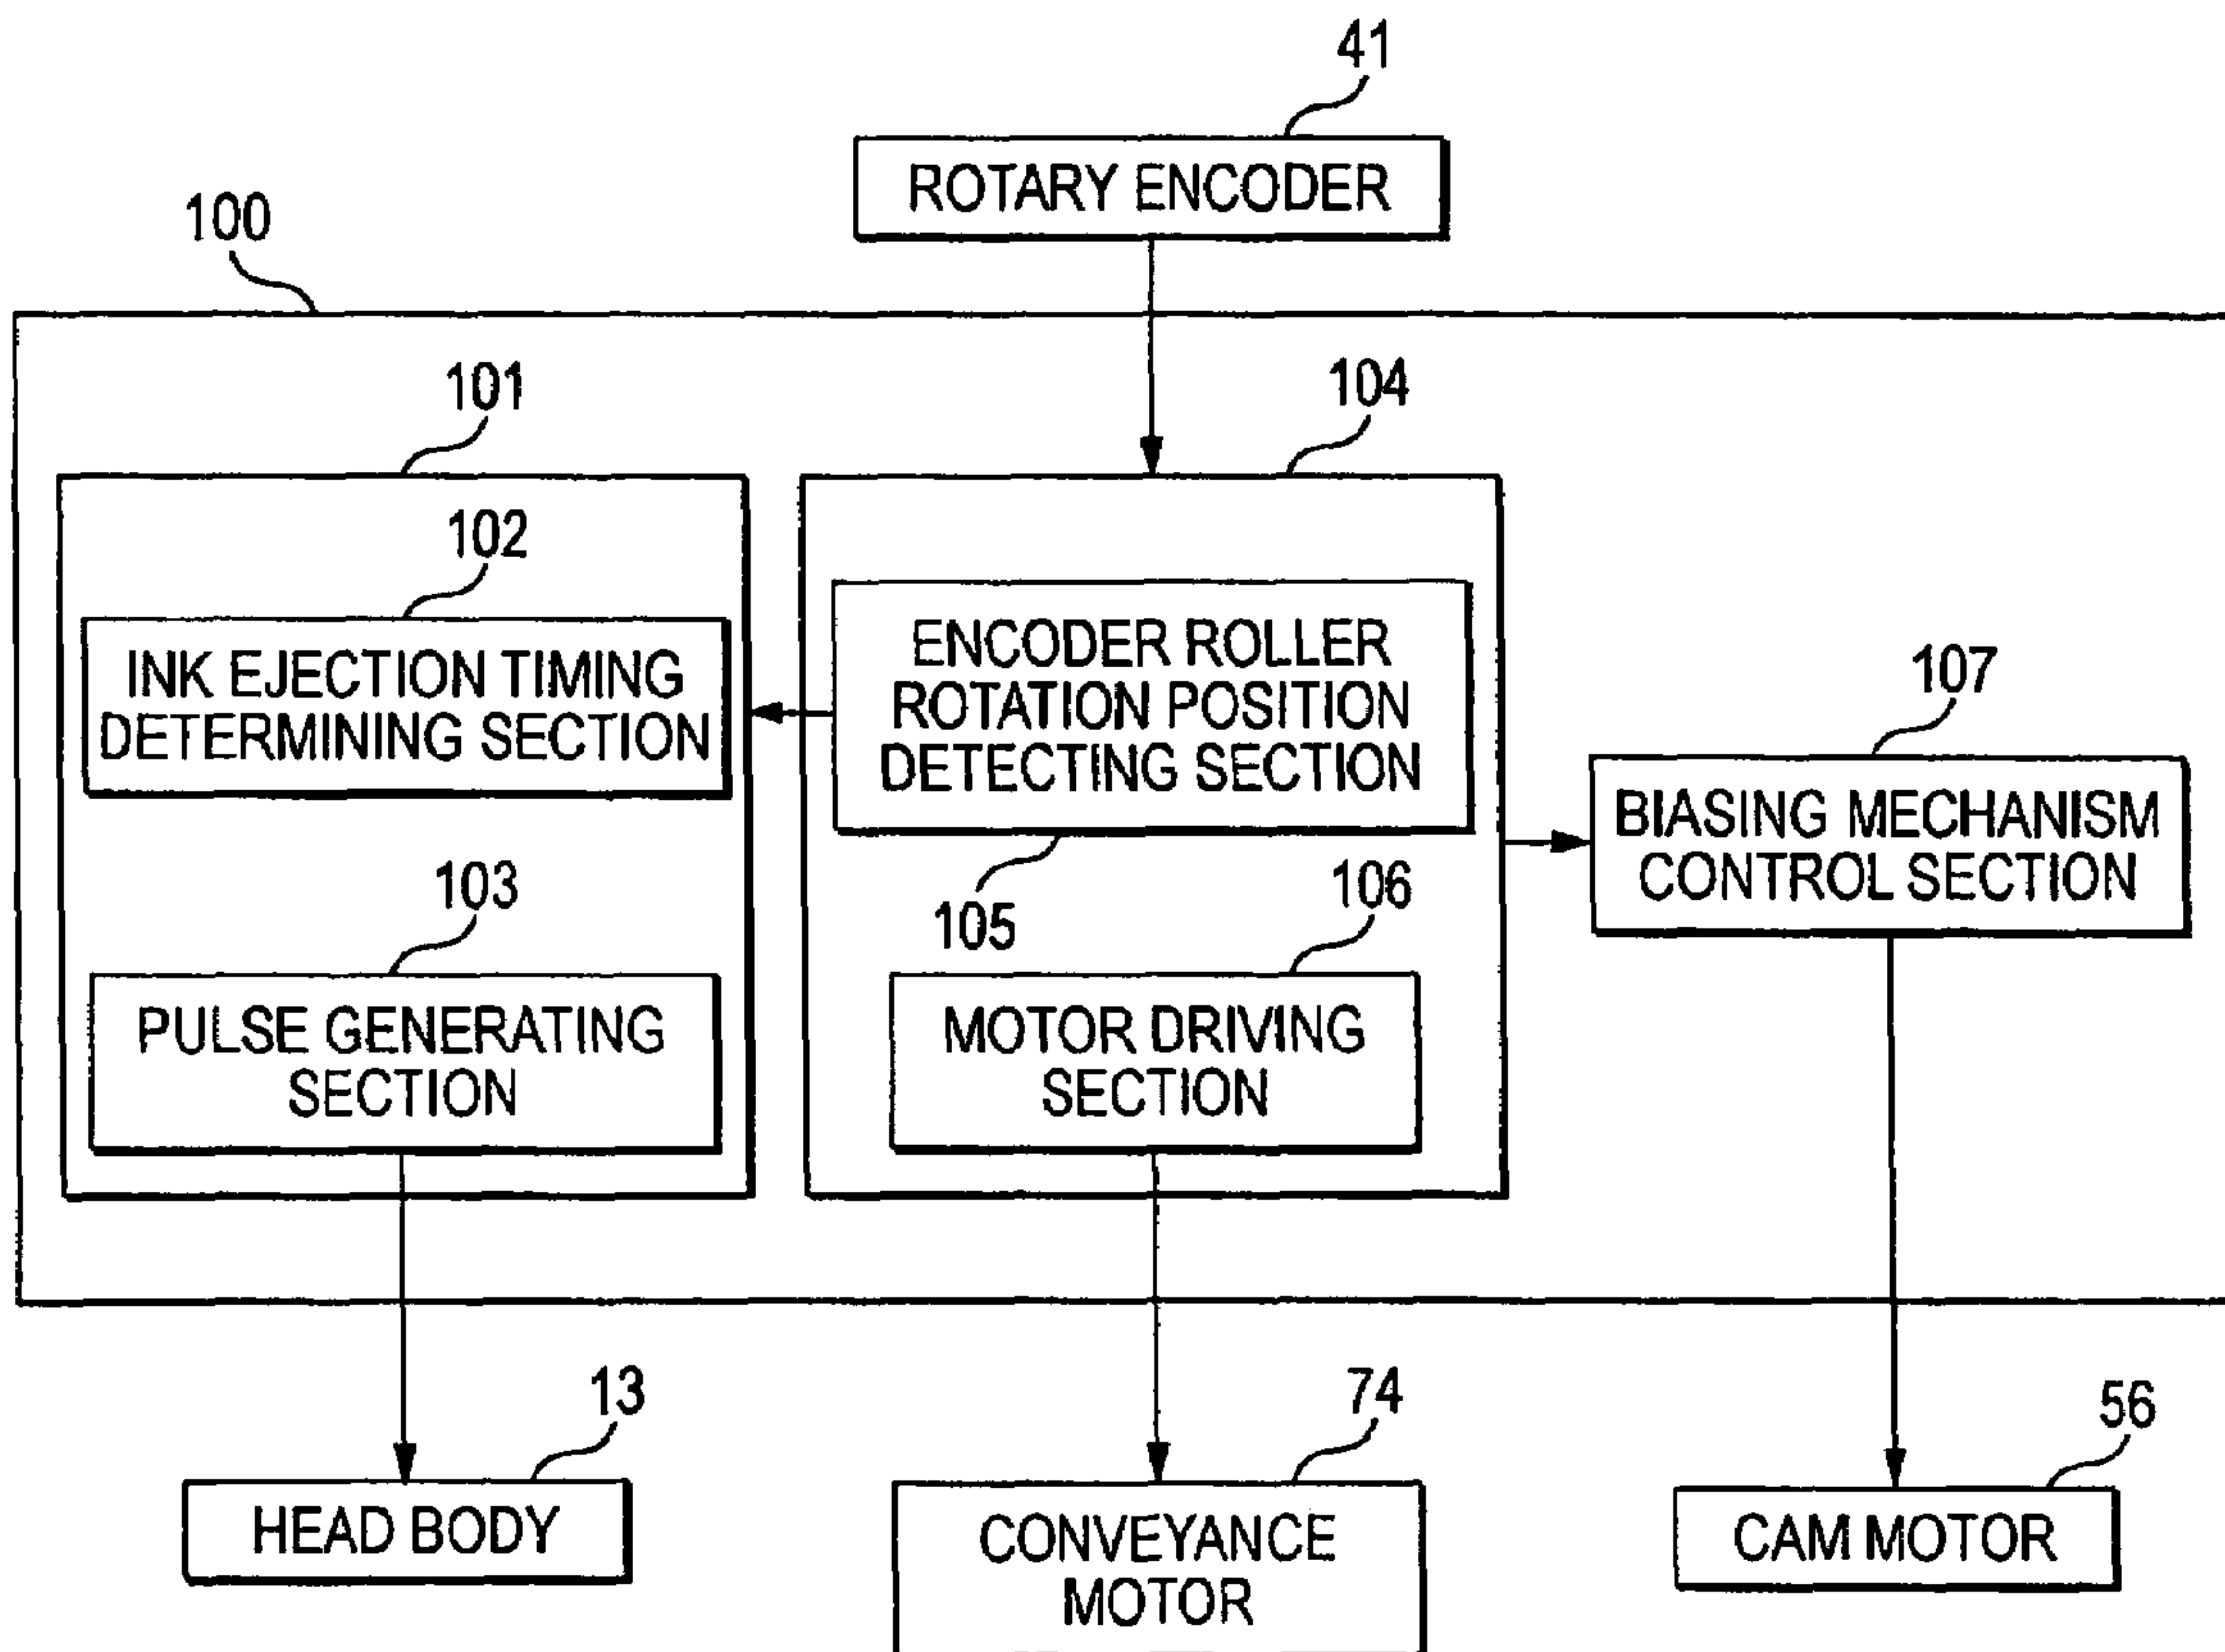 41
ROTARY ENCODER
100
101
104
102
INK EJECTION TIMING
DETERMINING SECTION
ENCODER ROLLER
ROTATION POSITION
DETECTING SECTION
107
BIASING MECHANISM
CONTROL SECTION
103
105
106
PULSE GENERATING
SECTION
MOTOR DRIVING
SECTION
13
HEAD BODY
74
CONVEYANCE
MOTOR
56
CAM MOTOR